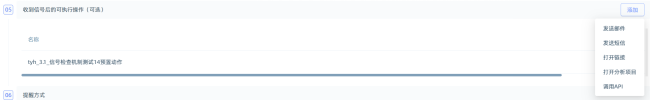 05 收到信号后的可执行操作（可选） 添加
发送邮件
名称 发送短信
打开链接
tyh_3.1_信号检查机制测试14预置动作 打开分析项目
调用API
06 提醒方式